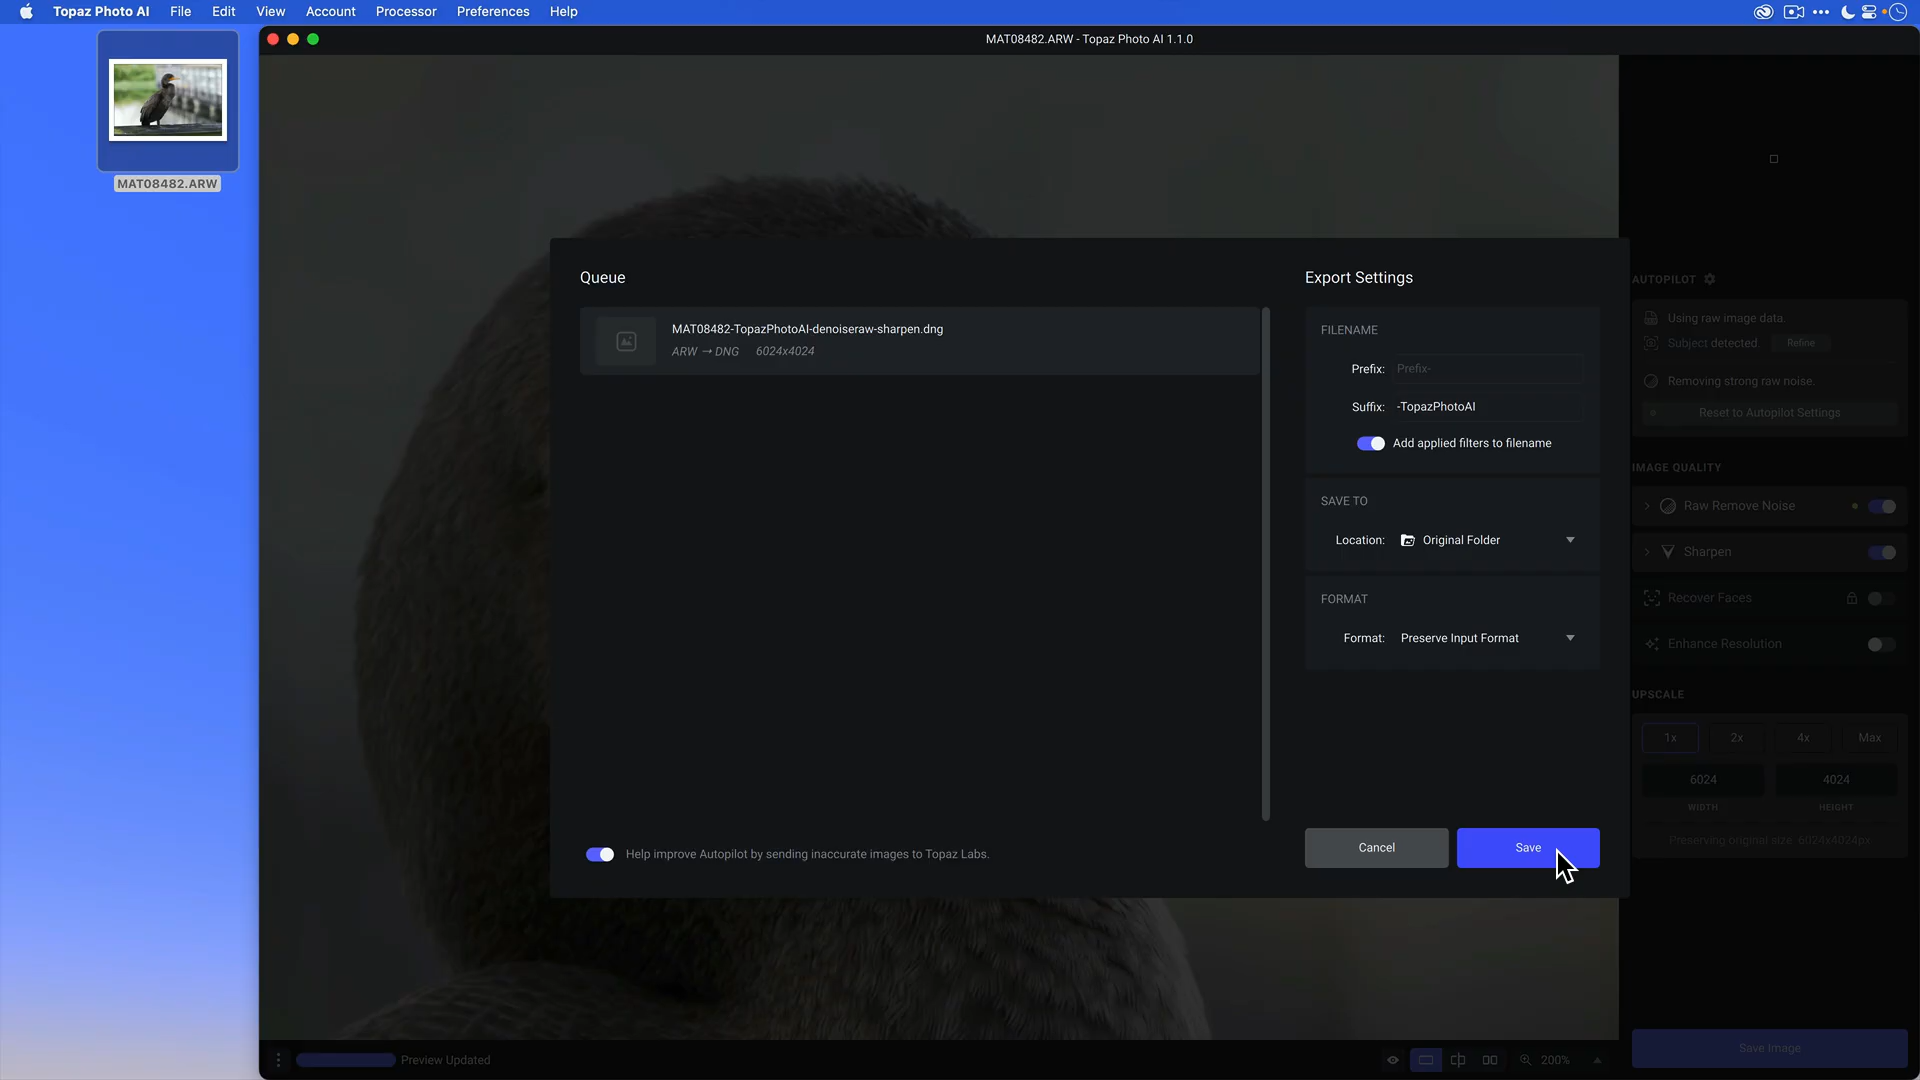 Topaz Photo AI File Edit View Account Processor Preferences Help
MAT08482.ARW - Topaz Photo AI 1.1.0
MAT08482.ARW
Queue
MAT08482-TopazPhotoAI-denoiseraw-sharpen.dng
ARW → DNG 6024x4024
Help improve Autopilot by sending inaccurate images to Topaz Labs.
Export Settings
FILENAME
Prefix: Prefix-
Suffix: -TopazPhotoAI
Add applied filters to filename
SAVE TO
Location: Original Folder
FORMAT
Format: Preserve Input Format
Cancel Save
AUTOPILOT
Using raw image data.
Subject detected. Refine
Removing strong raw noise.
Reset to Autopilot Settings
IMAGE QUALITY
Raw Remove Noise
Sharpen
Recover Faces
Enhance Resolution
UPSCALE
1x 2x 4x Max
6024 4024
WIDTH HEIGHT
Preserving original size: 6024x4024px
Preview Updated
200%
Save Image